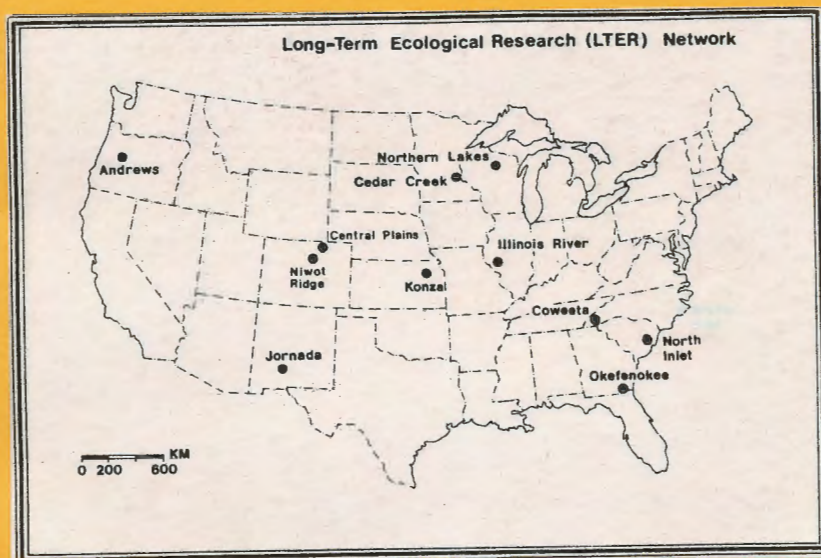 Long-Term Ecological Research (LTER) Network
Andrews
Northern Lakes
Cedar Creek
Central Plains
Niwot
Ridge
Illinois River
Konzal
Coweeta
North
Inlet
Jornada
Okefenokee
KM
0 200 600